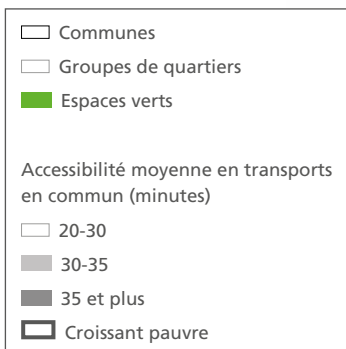 Communes
Groupes de quartiers
Espaces verts
Accessibilité moyenne en transports
en commun (minutes)
20-30
30-35
35 et plus
Croissant pauvre